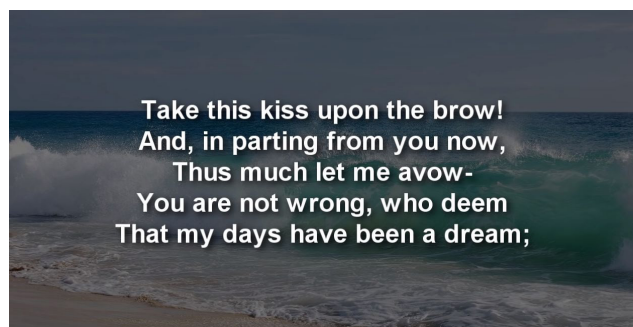 Take this kiss upon the brow!
And, in parting from you now,
Thus much let me avow-
You are not wrong, who deem
That my days have been a dream;